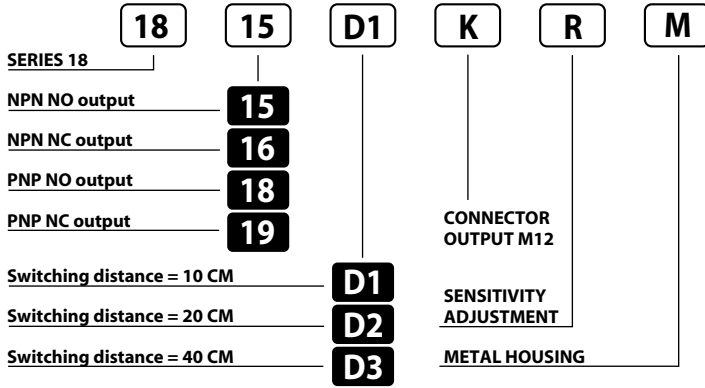 18 15 D1 K R M
SERIES 18
NPN NO output 15
NPN NC output 16
PNP NO output 18
PNP NC output 19
CONNECTOR
OUTPUT M12
Switching distance = 10 CM D1
Switching distance = 20 CM D2
Switching distance = 40 CM D3
SENSITIVITY
ADJUSTMENT
METAL HOUSING